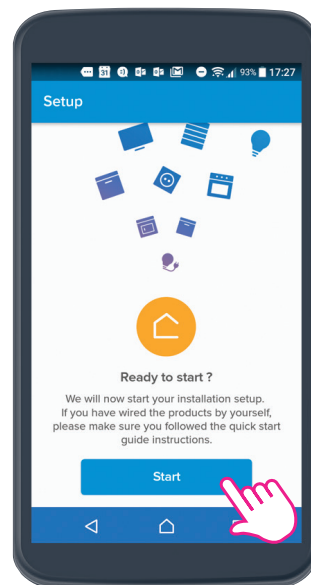 31 93% 17:27
Setup
Ready to start ?
We will now start your installation setup.
If you have wired the products by yourself,
please make sure you followed the quick start
guide instructions.
Start